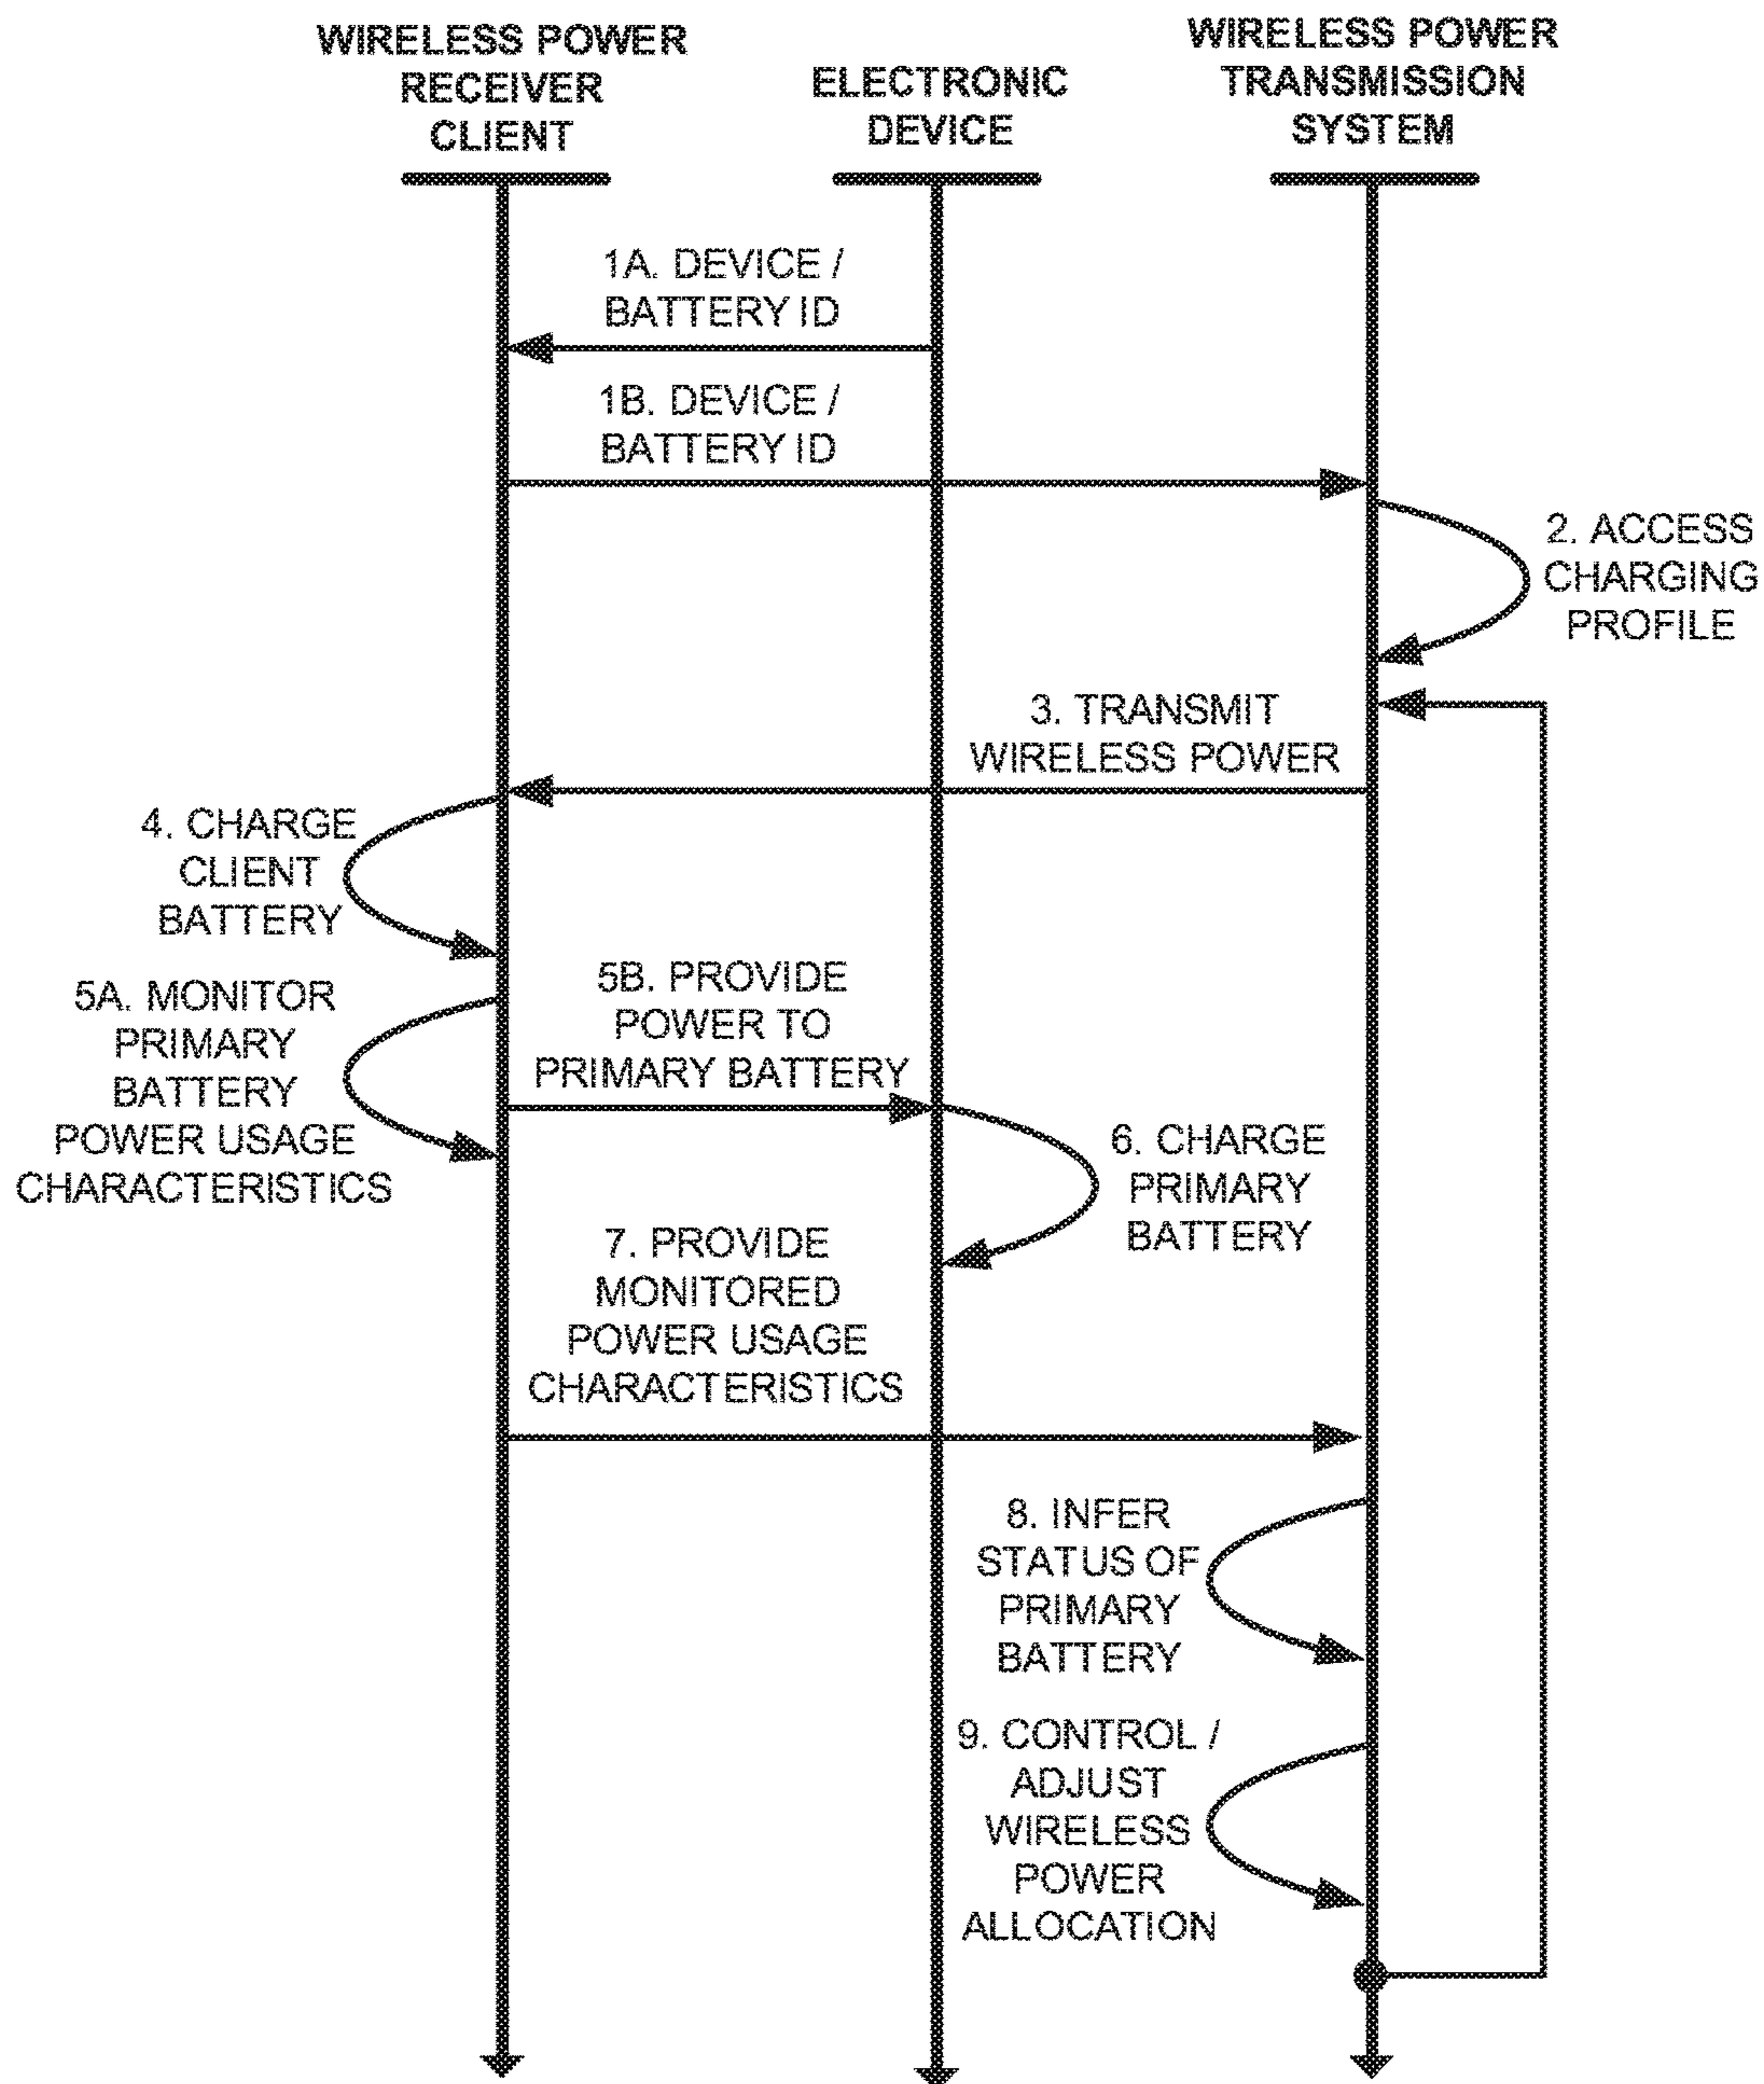 WIRELESS POWER
RECEIVER
CLIENT
ELECTRONIC
DEVICE
WIRELESS POWER
TRANSMISSION
SYSTEM
1A. DEVICE /
BATTERY ID
1B. DEVICE /
BATTERY ID
2. ACCESS
CHARGING
PROFILE
3. TRANSMIT
WIRELESS POWER
4. CHARGE
CLIENT
BATTERY
5A. MONITOR
PRIMARY
BATTERY
POWER USAGE
CHARACTERISTICS
5B. PROVIDE
POWER TO
PRIMARY BATTERY
6. CHARGE
PRIMARY
BATTERY
7. PROVIDE
MONITORED
POWER USAGE
CHARACTERISTICS
8. INFER
STATUS OF
PRIMARY
BATTERY
9. CONTROL /
ADJUST
WIRELESS
POWER
ALLOCATION